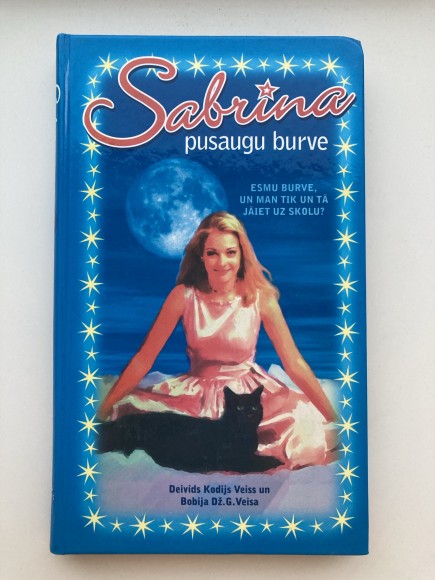 Sabrina
pusaugu burve
ESMU BURVE,
UN MAN TIK UN TĀ
JĀIET UZ SKOLU?
Deivids Kodijs Veiss un
Bobija Dž.G.Veisa